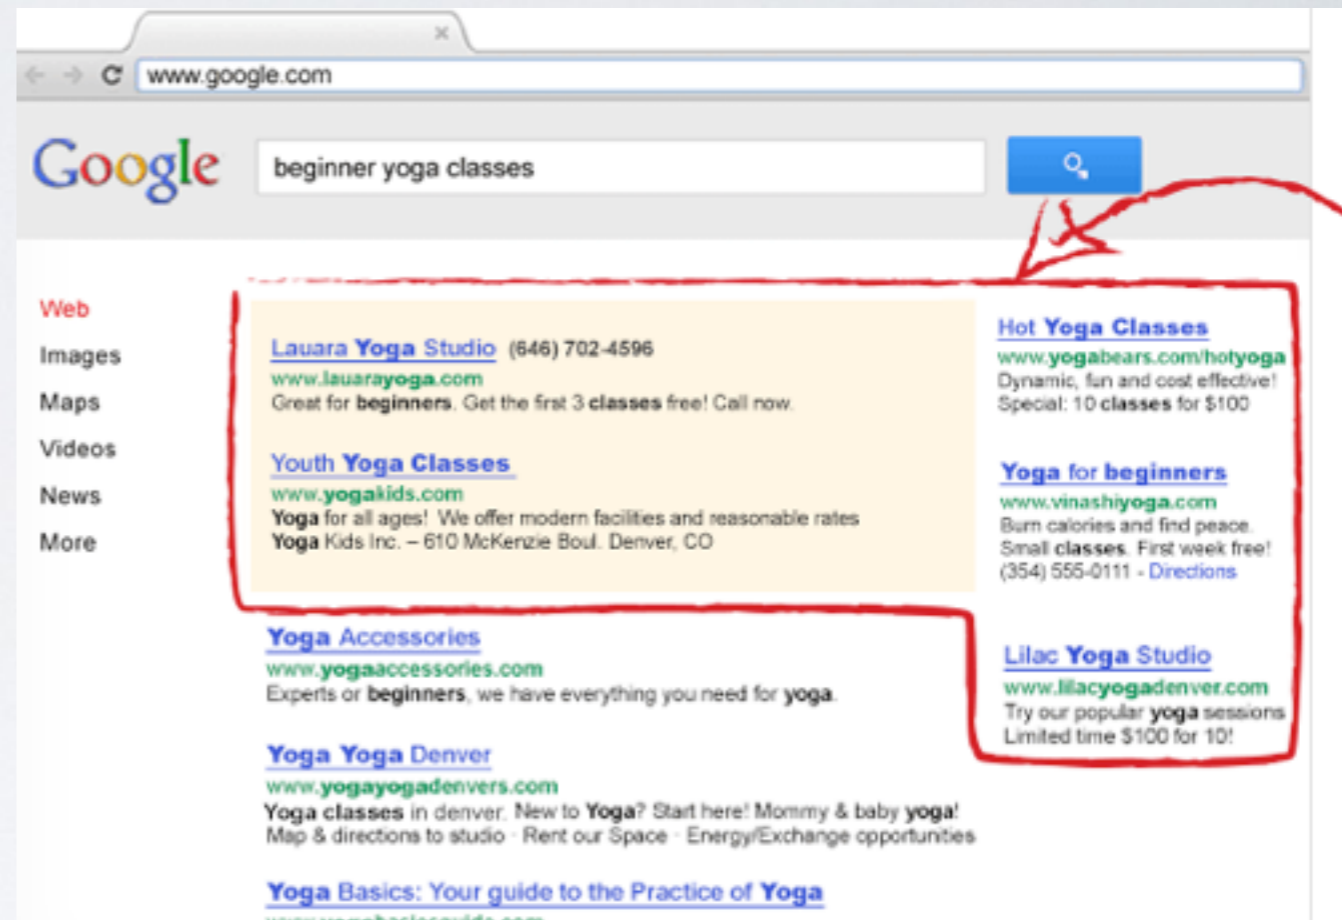 www.google.com
Google
beginner yoga classes
Web
Images
Maps
Videos
News
More
Lauara Yoga Studio (646) 702-4596
www.lauarayoga.com
Great for beginners. Get the first 3 classes free! Call now.
Youth Yoga Classes
www.yogakids.com
Yoga for all ages! We offer modern facilities and reasonable rates
Yoga Kids Inc. – 610 McKenzie Boul. Denver, CO
Hot Yoga Classes
www.yogabears.com/hotyoga
Dynamic, fun and cost effective!
Special: 10 classes for $100
Yoga for beginners
www.vinashiyoga.com
Burn calories and find peace.
Small classes. First week free!
(354) 555-0111 - Directions
Lilac Yoga Studio
www.lilacyogadenver.com
Try our popular yoga sessions
Limited time $100 for 10!
Yoga Accessories
www.yogaaccessories.com
Experts or beginners, we have everything you need for yoga.
Yoga Yoga Denver
www.yogayogadenvers.com
Yoga classes in denver. New to Yoga? Start here! Mommy & baby yoga!
Map & directions to studio · Rent our Space · Energy/Exchange opportunities
Yoga Basics: Your guide to the Practice of Yoga